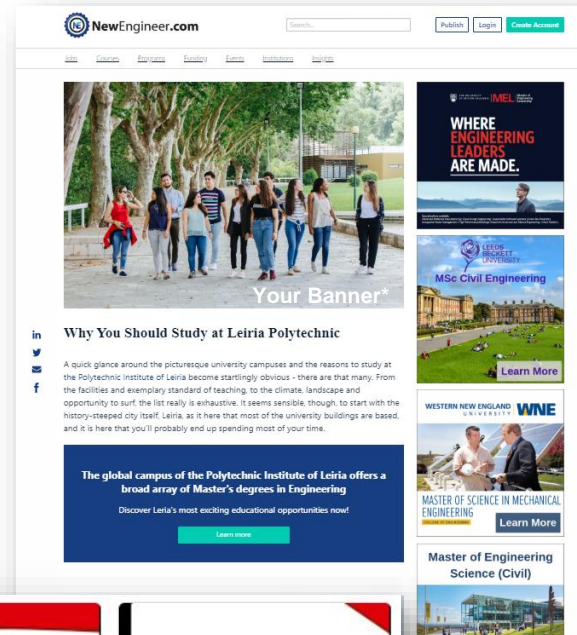 NewEngineer.com
Search...
Publish
Login
Create Account
Jobs
Courses
Programs
Funding
Events
Institutions
Insights
Your Banner*
Why You Should Study at Leiria Polytechnic
A quick glance around the picturesque university campuses and the reasons to study at
the Polytechnic Institute of Leiria become startlingly obvious - there are that many. From
the facilities and exemplary standard of teaching, to the climate, landscape and
opportunity to surf, the list really is exhaustive. It seems sensible, though, to start with the
history-steeped city itself, Leiria, as it here that most of the university buildings are based,
and it is here that you'll probably end up spending most of your time.
The global campus of the Polytechnic Institute of Leiria offers a
broad array of Master's degrees in Engineering
Discover Leria's most exciting educational opportunities now!
Learn more
MEL
WHERE
ENGINEERING
LEADERS
ARE MADE.
LEEDS
BECKETT
UNIVERSITY
MSc Civil Engineering
Learn More
WESTERN NEW ENGLAND
UNIVERSITY
WNE
MASTER OF SCIENCE IN MECHANICAL
ENGINEERING
COLLEGE OF ENGINEERING
Learn More
Master of Engineering
Science (Civil)